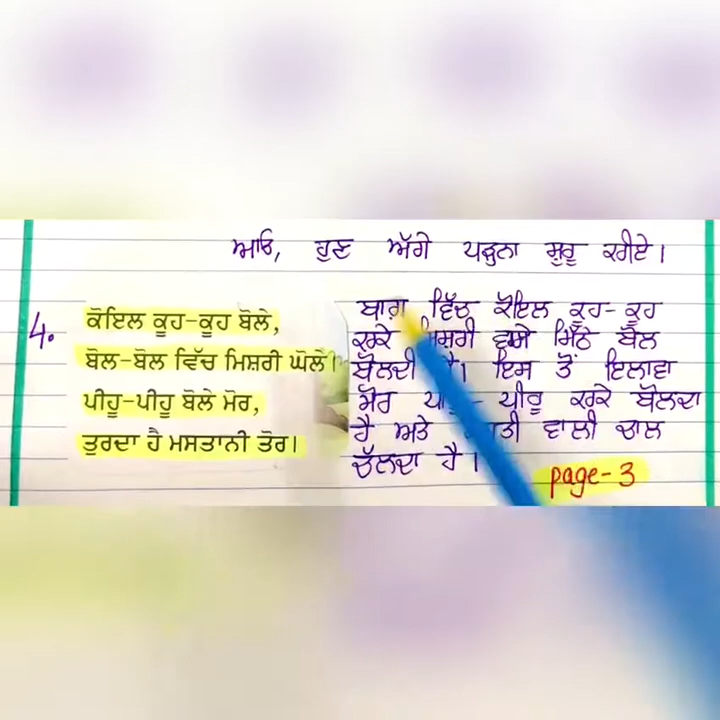 ਆਓ, ਹੁਣ ਅੱਗੇ ਪੜ੍ਹਨਾ ਸ਼ੁਰੂ ਕਰੀਏ।
4.
ਕੋਇਲ ਕੂਹ-ਕੂਹ ਬੋਲੇ,
ਬੋਲ-ਬੋਲ ਵਿੱਚ ਮਿਸ਼ਰੀ ਘੋਲੇ।
ਪੀਹੂ-ਪੀਹੂ ਬੋਲੇ ਮੋਰ,
ਤੁਰਦਾ ਹੈ ਮਸਤਾਨੀ ਤੋਰ।
ਬਾਗ਼ ਵਿੱਚ ਕੋਇਲ ਕੂਹ-ਕੂਹ
ਕਰਕੇ ਵਾਸੇ ਮਿੱਠੇ ਬੋਲ
ਬੋਲਦੀ ਹੈ। ਇਸ ਤੋਂ ਇਲਾਵਾ
ਮੋਰ - ਪੀਹੂ ਕਰਕੇ ਬੋਲਦਾ
ਹੈ ਅਤੇ ਵਾਲੀ ਚਾਲ
ਚੱਲਦਾ ਹੈ।
page-3